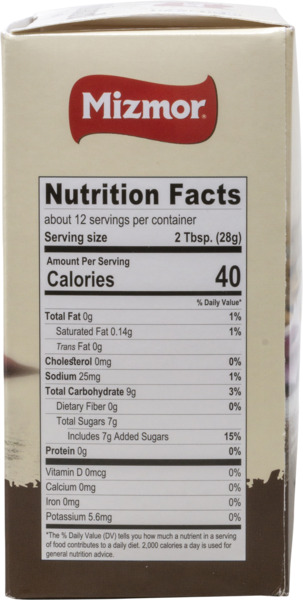 Mizmor
Nutrition Facts
about 12 servings per container
Serving size 2 Tbsp. (28g)
Amount Per Serving
Calories 40
% Daily Value*
Total Fat 0g 1%
Saturated Fat 0.14g 1%
Trans Fat 0g
Cholesterol 0mg 0%
Sodium 25mg 1%
Total Carbohydrate 9g 3%
Dietary Fiber 0g 0%
Total Sugars 7g
Includes 7g Added Sugars 15%
Protein 0g 0%
Vitamin D 0mcg 0%
Calcium 0mg 0%
Iron 0mg 0%
Potassium 5.6mg 0%
*The % Daily Value (DV) tells you how much a nutrient in a serving
of food contributes to a daily diet. 2,000 calories a day is used for
general nutrition advice.